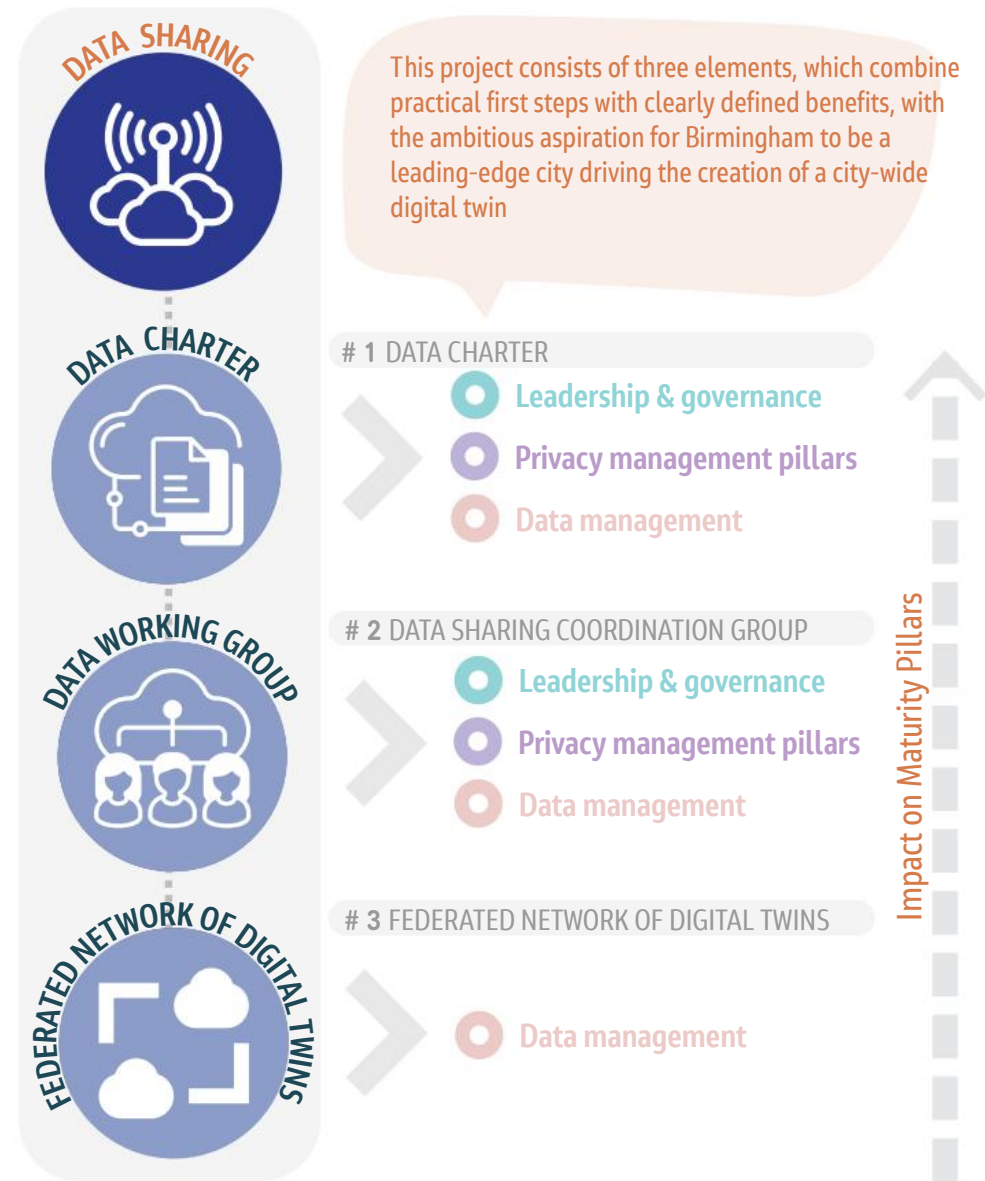 DATA SHARING
This project consists of three elements, which combine
practical first steps with clearly defined benefits, with
the ambitious aspiration for Birmingham to be a
leading-edge city driving the creation of a city-wide
digital twin
DATA CHARTER
# 1 DATA CHARTER
Leadership & governance
Privacy management pillars
Data management
DATA WORKING GROUP
# 2 DATA SHARING COORDINATION GROUP
Leadership & governance
Privacy management pillars
Data management
FEDERATED NETWORK OF DIGITAL TWINS
# 3 FEDERATED NETWORK OF DIGITAL TWINS
Data management
Impact on Maturity Pillars